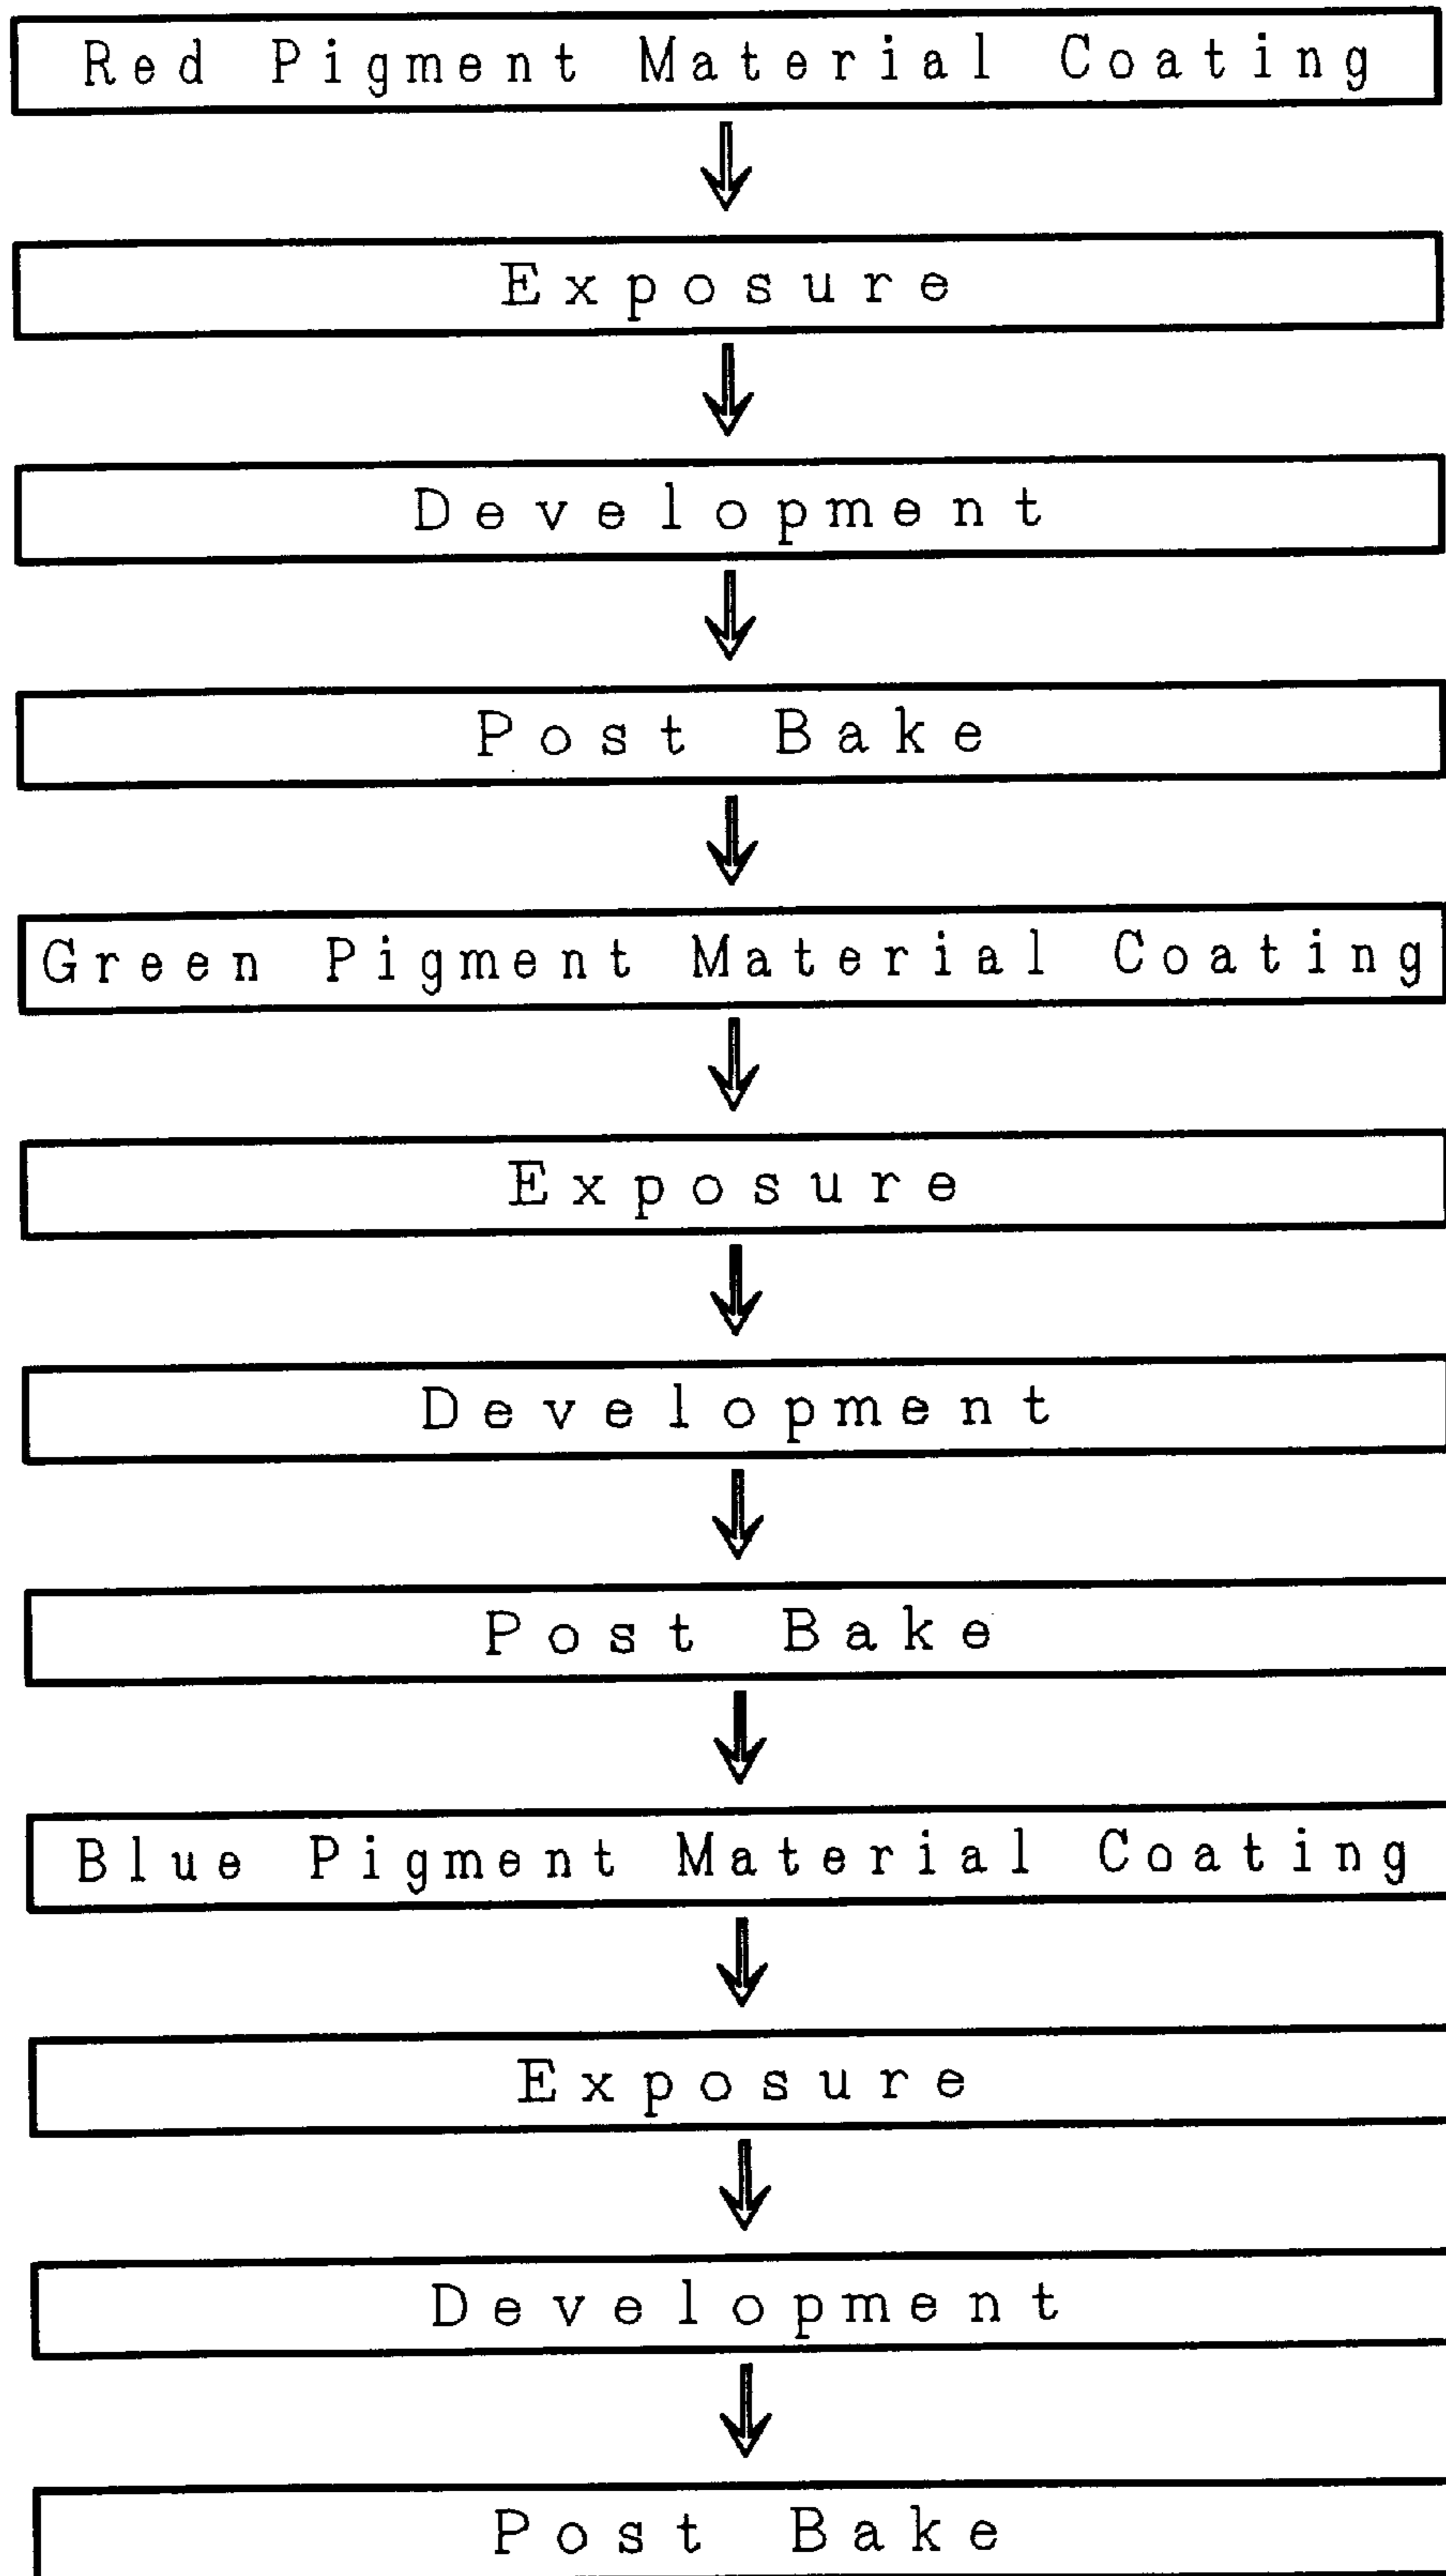 Red Pigment Material Coating
Exposure
Development
Post Bake
Green Pigment Material Coating
Exposure
Development
Post Bake
Blue Pigment Material Coating
Exposure
Development
Post Bake